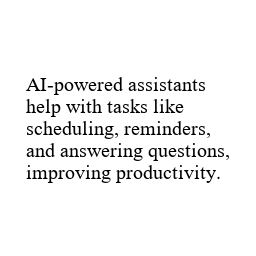 AI-powered assistants
help with tasks like
scheduling, reminders,
and answering questions,
improving productivity.